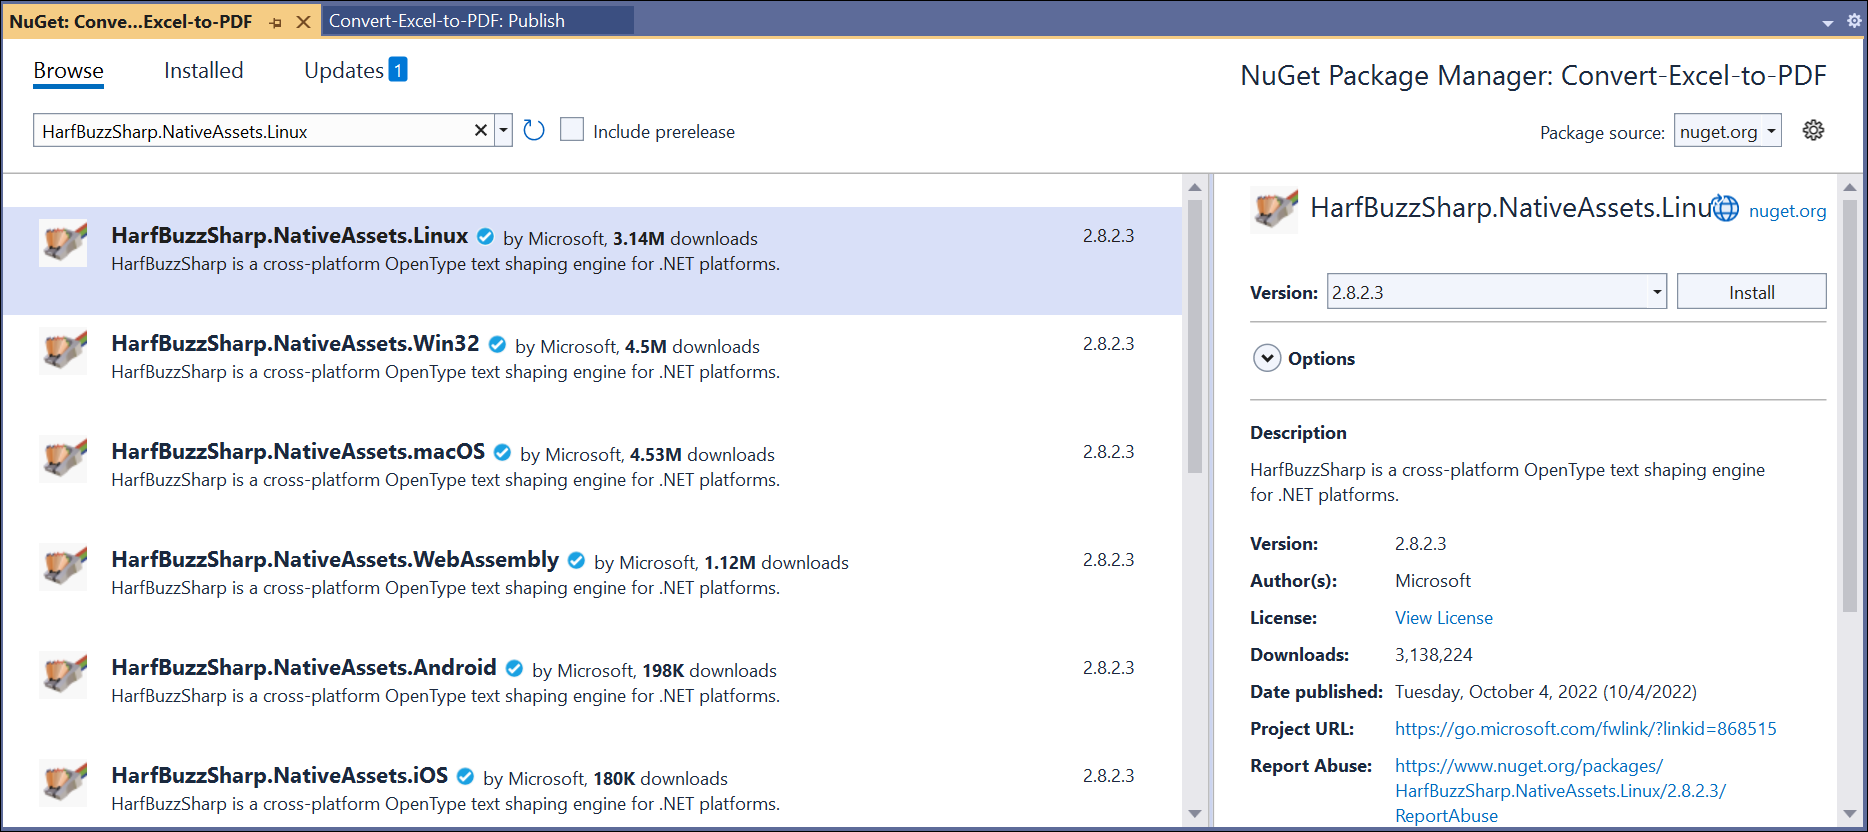 NuGet: Conve...Excel-to-PDF
Convert-Excel-to-PDF: Publish
Browse
Installed
Updates 1
NuGet Package Manager: Convert-Excel-to-PDF
HarfBuzzSharp.NativeAssets.Linux
Include prerelease
Package source: nuget.org
HarfBuzzSharp.NativeAssets.Linux by Microsoft, 3.14M downloads 2.8.2.3
HarfBuzzSharp is a cross-platform OpenType text shaping engine for .NET platforms.
HarfBuzzSharp.NativeAssets.Win32 by Microsoft, 4.5M downloads 2.8.2.3
HarfBuzzSharp is a cross-platform OpenType text shaping engine for .NET platforms.
HarfBuzzSharp.NativeAssets.macOS by Microsoft, 4.53M downloads 2.8.2.3
HarfBuzzSharp is a cross-platform OpenType text shaping engine for .NET platforms.
HarfBuzzSharp.NativeAssets.WebAssembly by Microsoft, 1.12M downloads 2.8.2.3
HarfBuzzSharp is a cross-platform OpenType text shaping engine for .NET platforms.
HarfBuzzSharp.NativeAssets.Android by Microsoft, 198K downloads 2.8.2.3
HarfBuzzSharp is a cross-platform OpenType text shaping engine for .NET platforms.
HarfBuzzSharp.NativeAssets.iOS by Microsoft, 180K downloads 2.8.2.3
HarfBuzzSharp is a cross-platform OpenType text shaping engine for .NET platforms.
HarfBuzzSharp.NativeAssets.Linu nuget.org
Version: 2.8.2.3 Install
Options
Description
HarfBuzzSharp is a cross-platform OpenType text shaping engine
for .NET platforms.
Version: 2.8.2.3
Author(s): Microsoft
License: View License
Downloads: 3,138,224
Date published: Tuesday, October 4, 2022 (10/4/2022)
Project URL: https://go.microsoft.com/fwlink/?linkid=868515
Report Abuse: https://www.nuget.org/packages/
HarfBuzzSharp.NativeAssets.Linux/2.8.2.3/
ReportAbuse